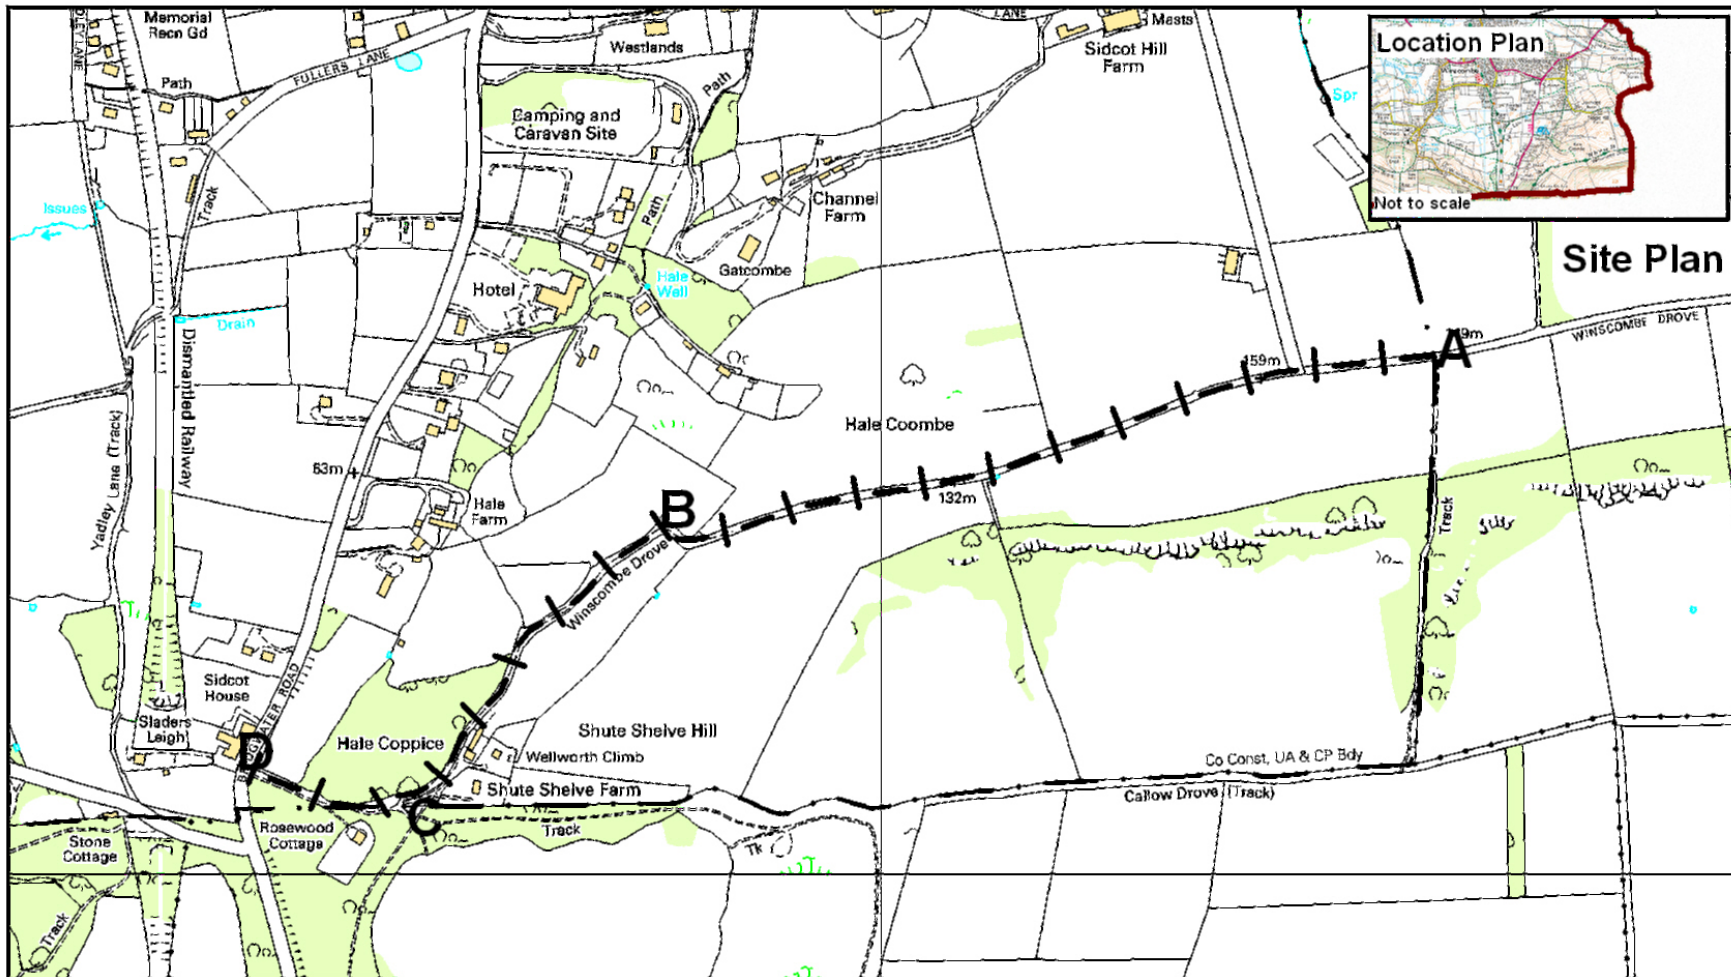 Memorial
Recn Gd
Path
FULLERS LANE
Westlands
LANE
Masts
Sidcot Hill
Farm
Path
Camping and
Caravan Site
Spr
Location Plan
Not to scale
Site Plan
Issues
Track
Path
Channel
Farm
Gatcombe
Hotel
Hale
Well
Drain
Dismantled Railway
WINSCOMBE DROVE
A
159m
Hale Coombe
Yadley Lane (Track)
63m
Hale
Farm
B
132m
Track
Winscombe Drove
Sidcot
House
Sladers
Leigh
D
Hale Coppice
Shute Shelve Hill
Wellworth Climb
Shute Shelve Farm
C
Co Const, UA & CP Bdy
Callow Drove (Track)
Rosewood
Cottage
Track
Stone
Cottage
Tk
Track